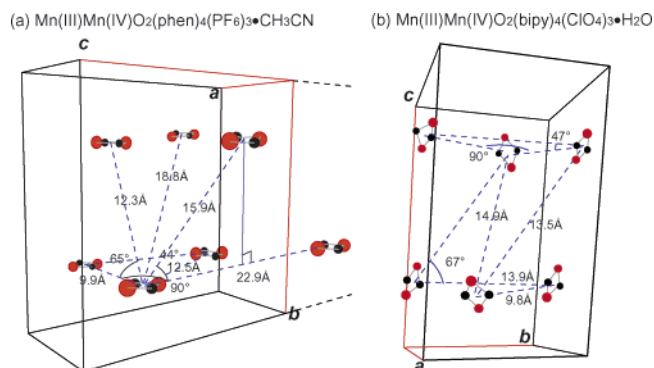 (a) Mn(III)Mn(IV)O2(phen)4(PF6)3•CH3CN
(b) Mn(III)Mn(IV)O2(bipy)4(ClO4)3•H2O
c
a
b
18.8Å
12.3Å
15.9Å
65°
44°
12.5Å
9.9Å
90°
22.9Å
c
47°
90°
14.9Å
13.5Å
67°
13.9Å
9.8Å
b
a